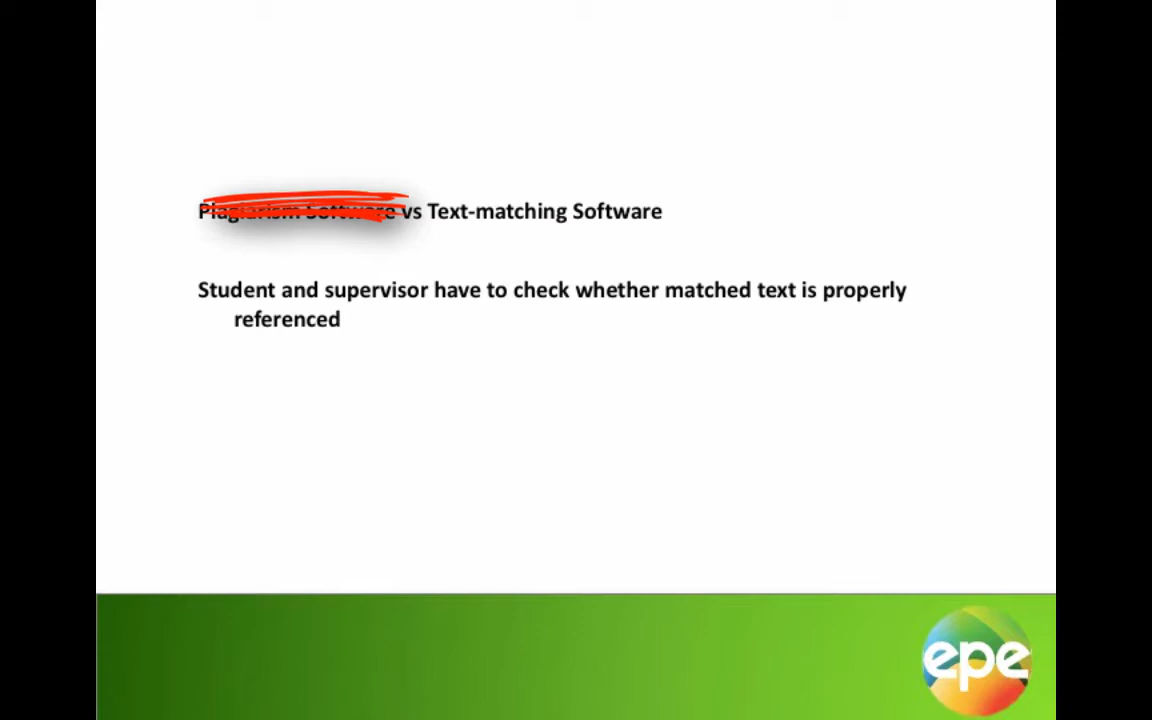 Plagiarism Software vs Text-matching Software
Student and supervisor have to check whether matched text is properly
referenced
epe